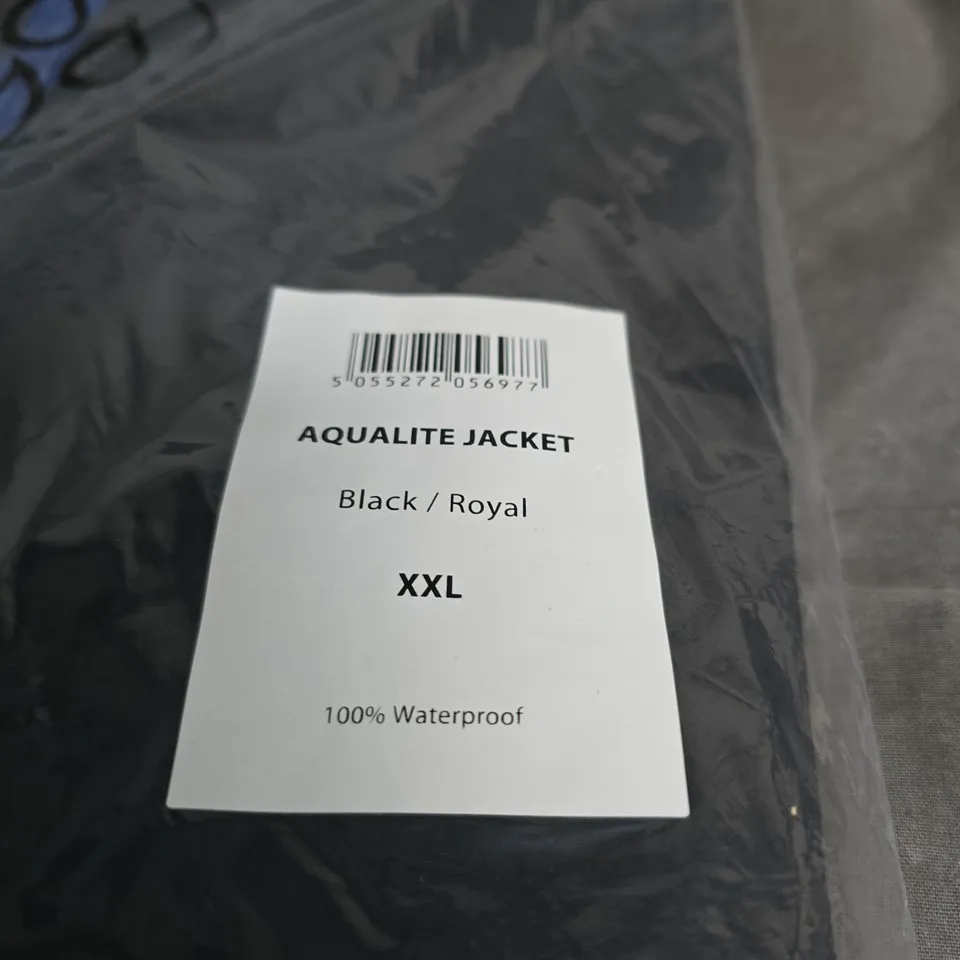 5 055272 056977
AQUALITE JACKET
Black / Royal
XXL
100% Waterproof